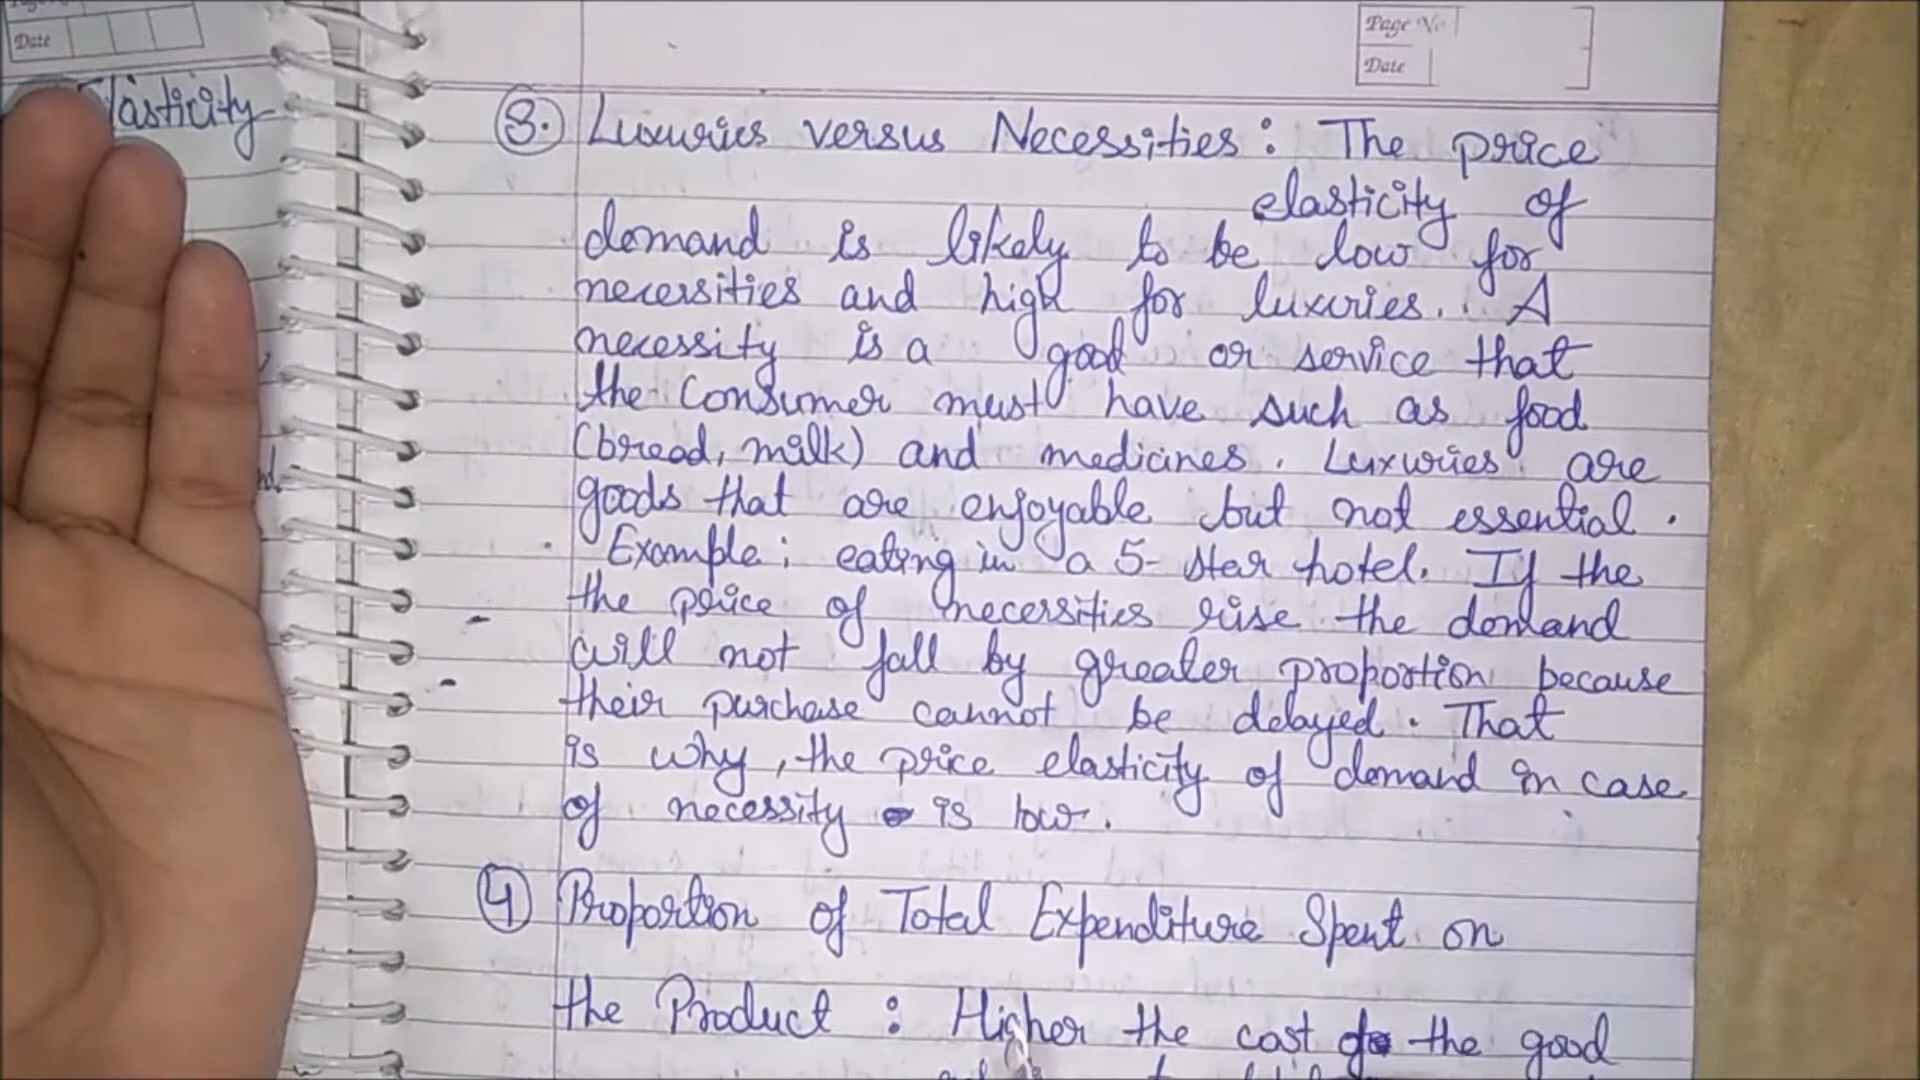 Date
Elasticity
Page No
Date
3. Luxuries versus Necessities : The price
elasticity of
demand is likely to be low for
necessities and high for luxuries. A
necessity is a good or service that
the Consumer must have such as food
(bread, milk) and medicines. Luxuries are
goods that are enjoyable but not essential.
Example : eating in a 5-star hotel. If the
the price of necessities rise the demand
will not fall by greater proportion because
their purchase cannot be delayed. That
is why, the price elasticity of demand in case
of necessity is low.
4 Proportion of Total Expenditure Spent on
the Product : Higher the cost of the good